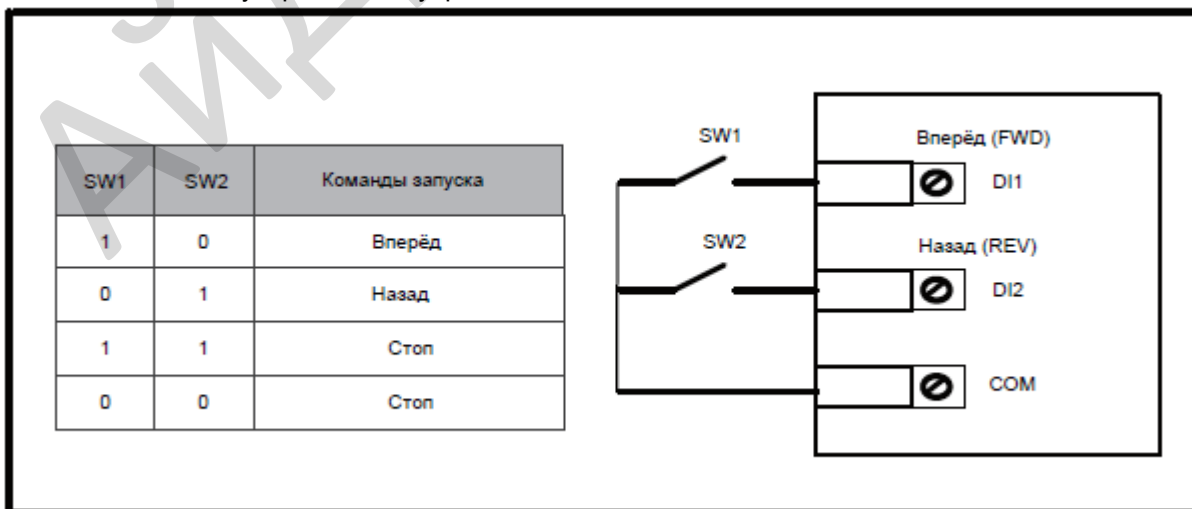 SW1 SW2 Команды запуска
1 0 Вперёд
0 1 Назад
1 1 Стоп
0 0 Стоп
SW1
Вперёд (FWD)
DI1
SW2
Назад (REV)
DI2
COM